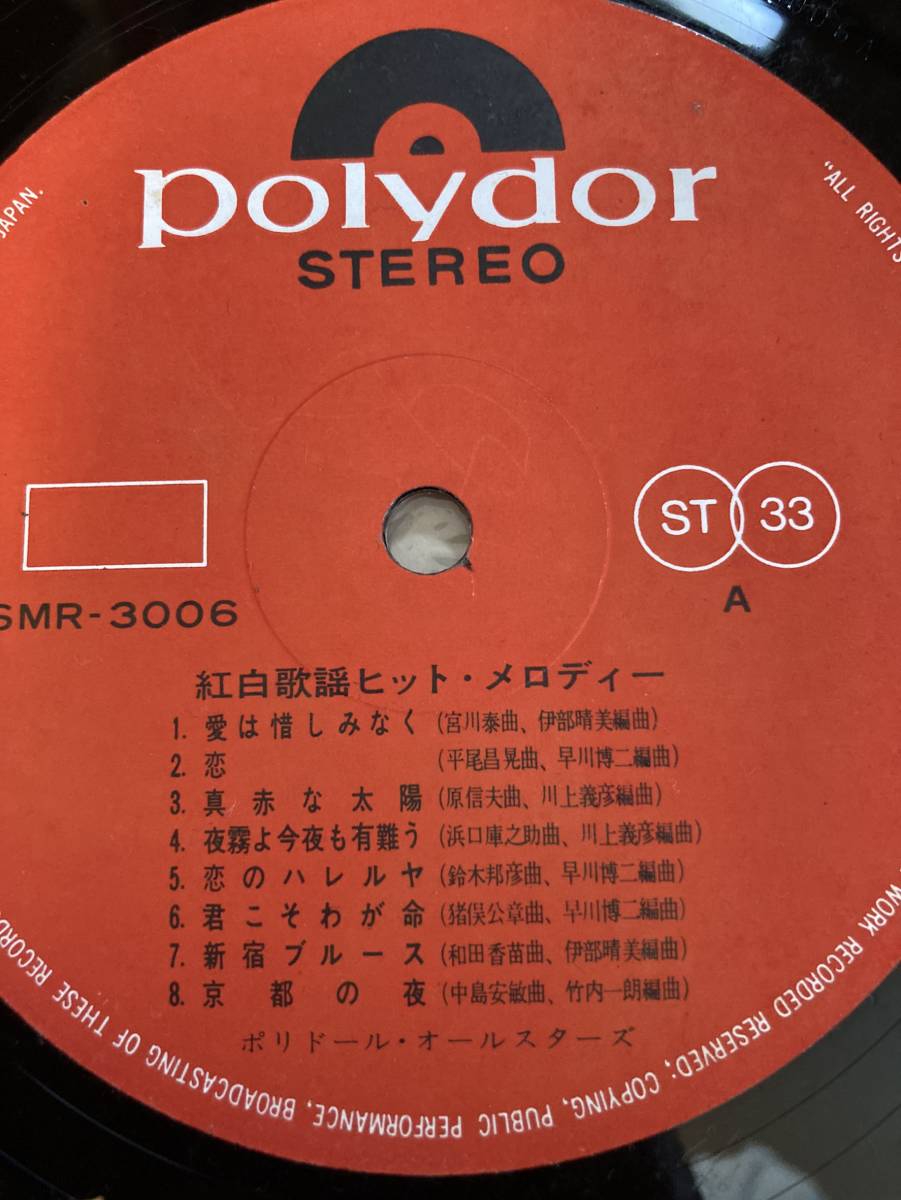 polydor
STEREO
JAPAN.
"ALL RIGHTS
ST 33
SMR-3006
A
紅白歌謡ヒット・メロディー
1. 愛は惜しみなく (宮川泰曲、伊部晴美編曲)
2. 恋 (平尾昌晃曲、早川博二編曲)
3. 真赤な太陽 (原信夫曲、川上義彦編曲)
4. 夜霧よ今夜も有難う (浜口庫之助曲、川上義彦編曲)
5. 恋のハレルヤ (鈴木邦彦曲、早川博二編曲)
6. 君こそわが命 (猪俣公章曲、早川博二編曲)
7. 新宿ブルース (和田香苗曲、伊部晴美編曲)
8. 京都の夜 (中島安敏曲、竹内一朗編曲)
ポリドール・オールスターズ
WORK RECORDED RESERVED; COPYING, PUBLIC PERFORMANCE, BROADCASTING OF THESE RECORD